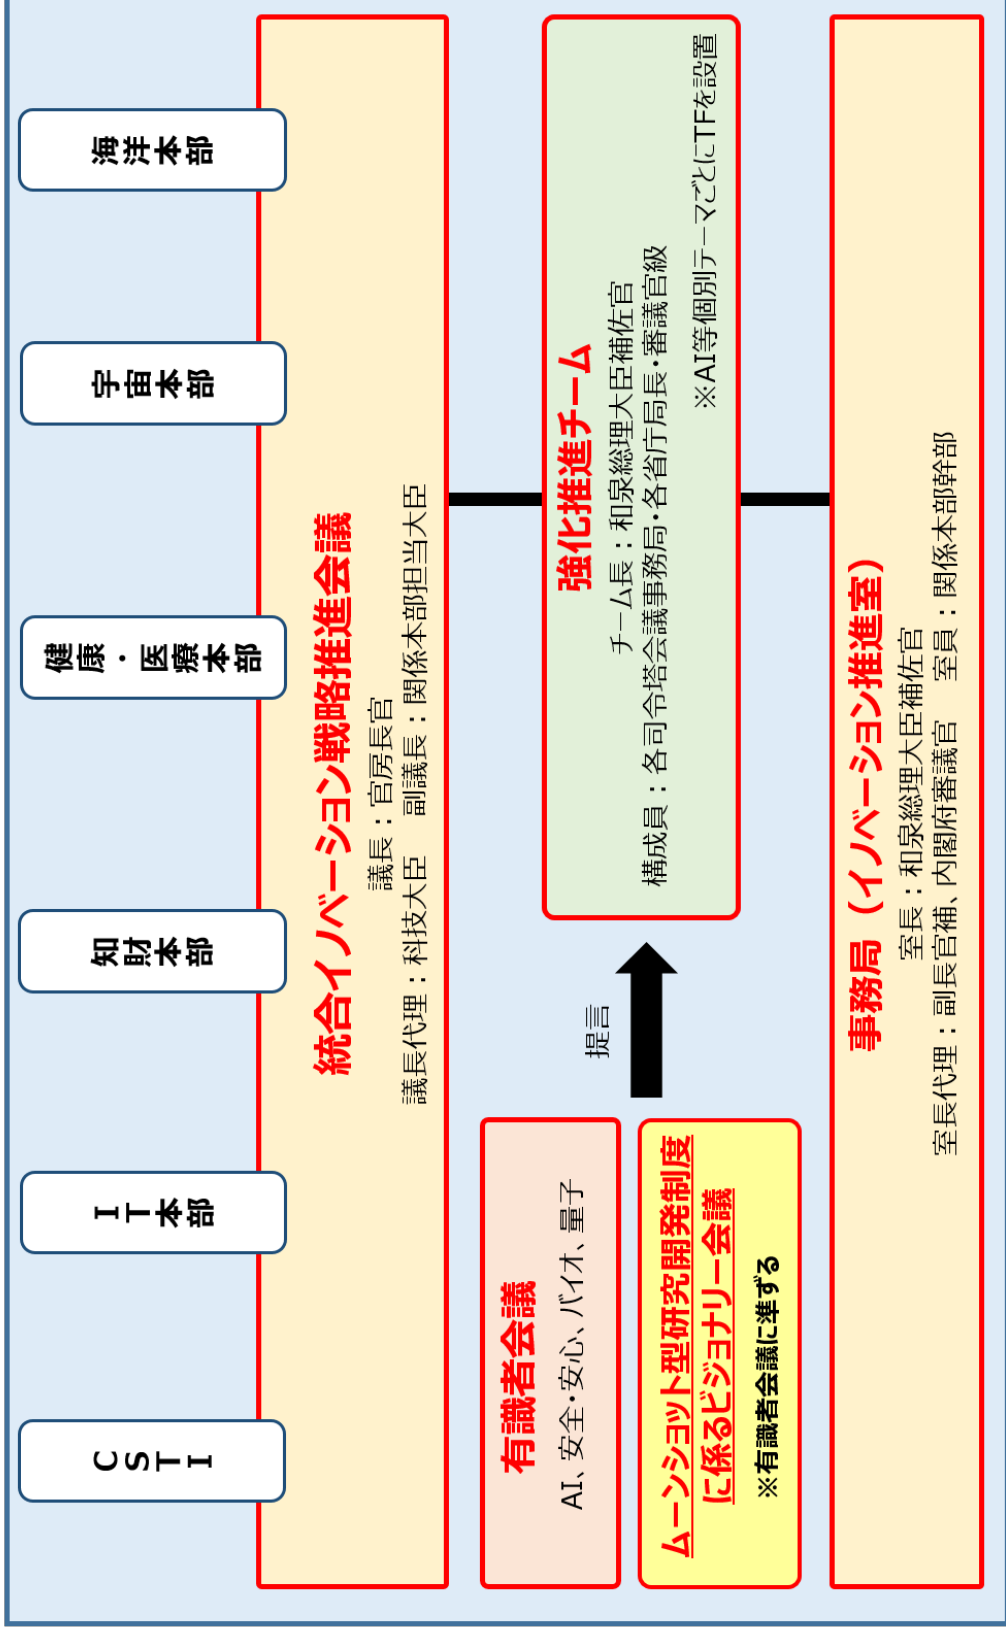 CSTI
IT本部
知財本部
健康・医療本部
宇宙本部
海洋本部
統合イノベーション戦略推進会議
議長：官房長官
議長代理：科技大臣　副議長：関係本部担当大臣
有識者会議
AI、安全・安心、バイオ、量子
ムーンショット型研究開発制度
に係るビジョナリー会議
※有識者会議に準ずる
提言
強化推進チーム
チーム長：和泉総理大臣補佐官
構成員：各司令塔会議事務局・各省庁局長・審議官級
※AI等個別テーマごとにTFを設置
事務局（イノベーション推進室）
室長：和泉総理大臣補佐官
室長代理：副長官補、内閣府審議官　室員：関係本部幹部